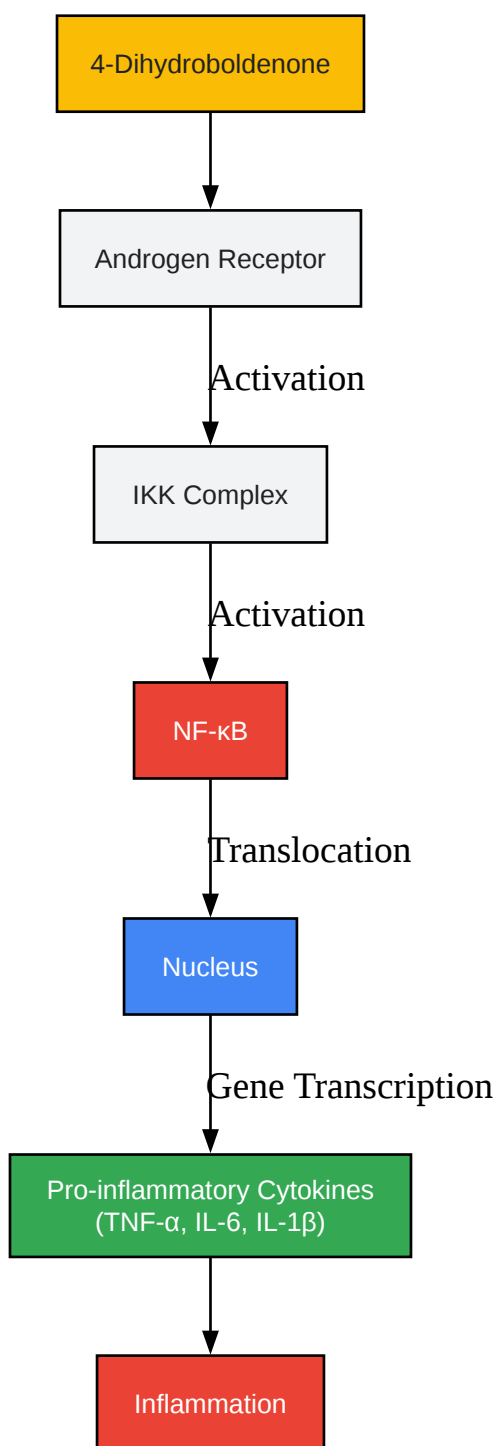 4-Dihydroboldenone
Androgen Receptor
Activation
IKK Complex
Activation
NF-κB
Translocation
Nucleus
Gene Transcription
Pro-inflammatory Cytokines
(TNF-α, IL-6, IL-1β)
Inflammation